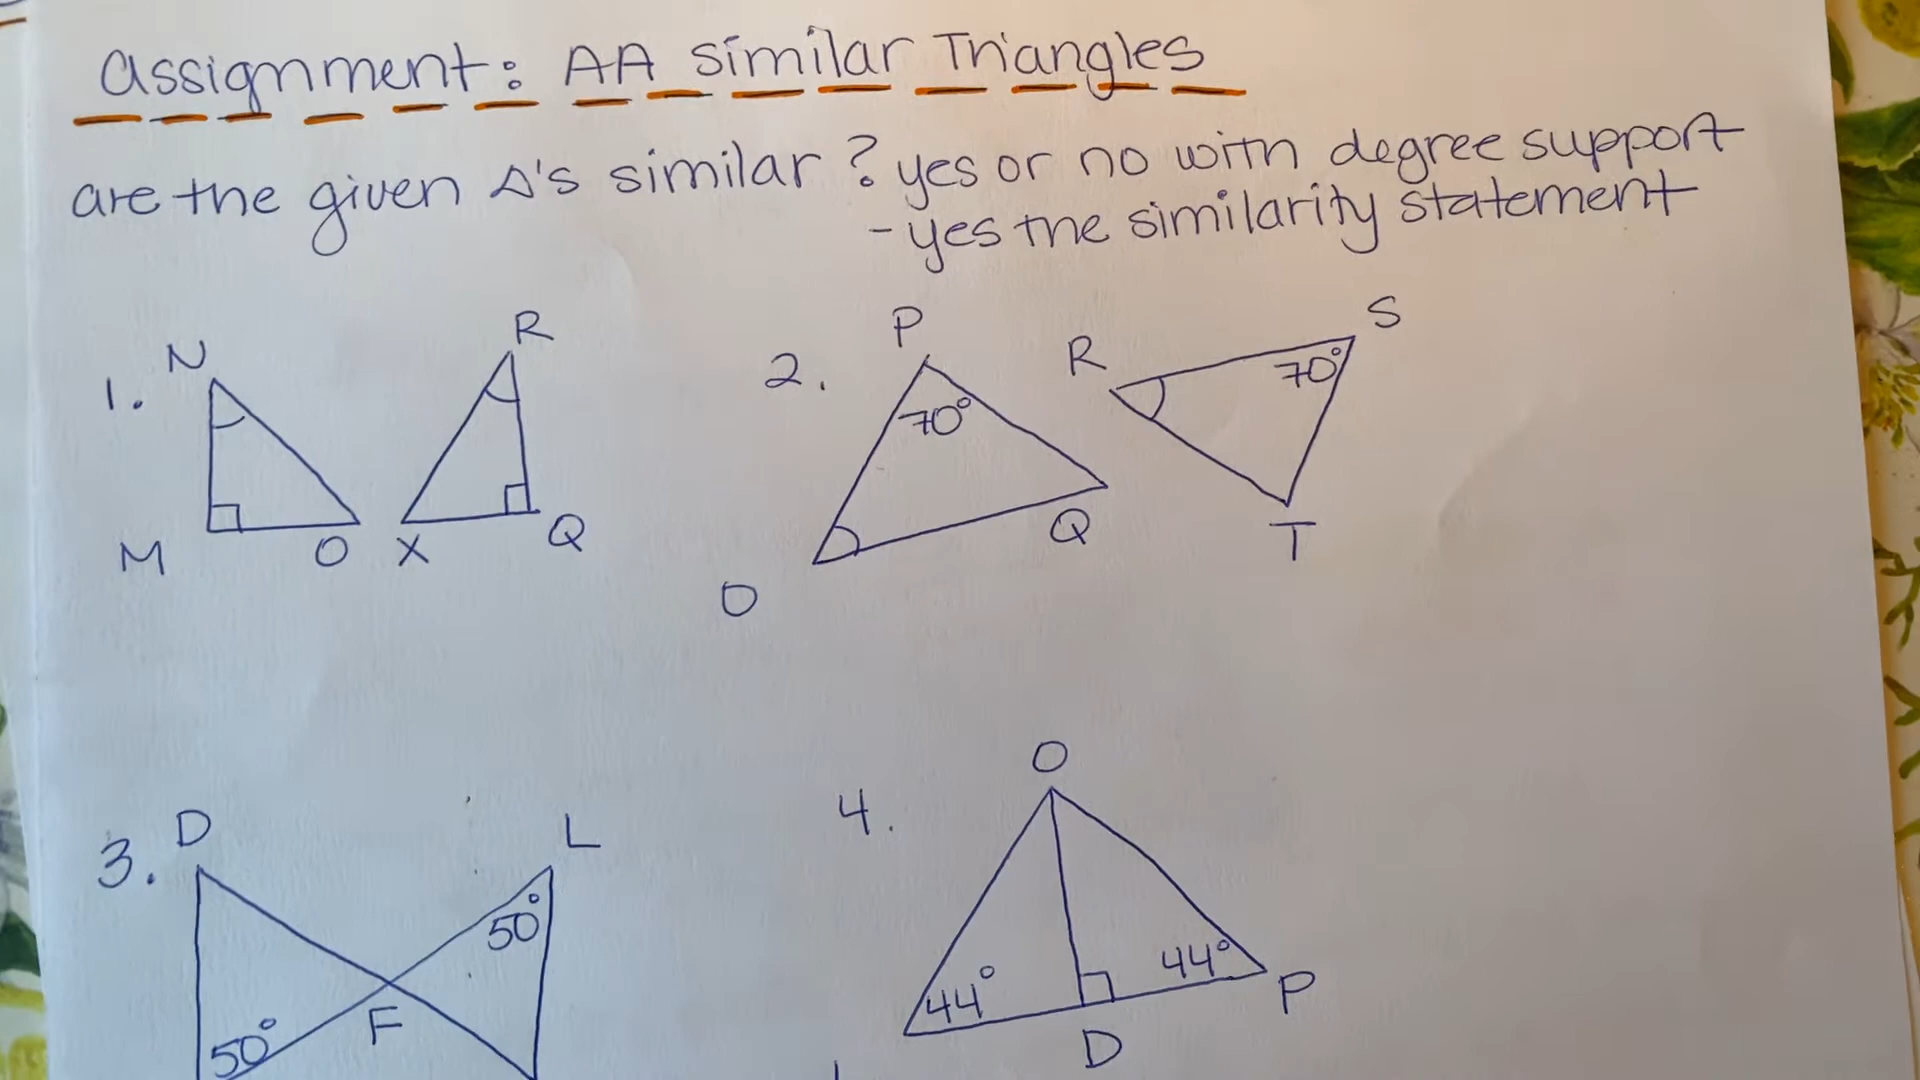 Assignment: AA similar Triangles
are the given Δ's similar? yes or no with degree support
- yes the similarity statement
1.
N
M
O
R
X
Q
2.
P
70°
O
Q
R
S
70°
T
3.
D
L
50°
F
50°
4.
O
44°
44°
D
P